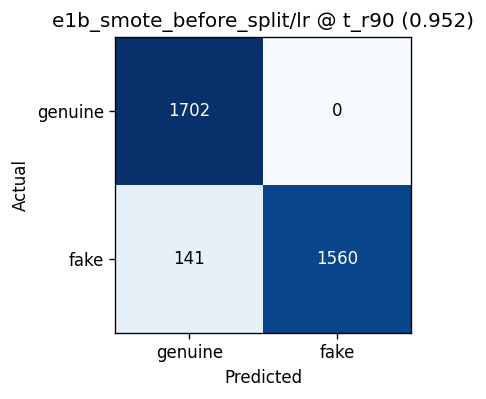 e1b_smote_before_split/lr @ t_r90 (0.952)
Actual
genuine
1702
0
fake
141
1560
genuine
fake
Predicted